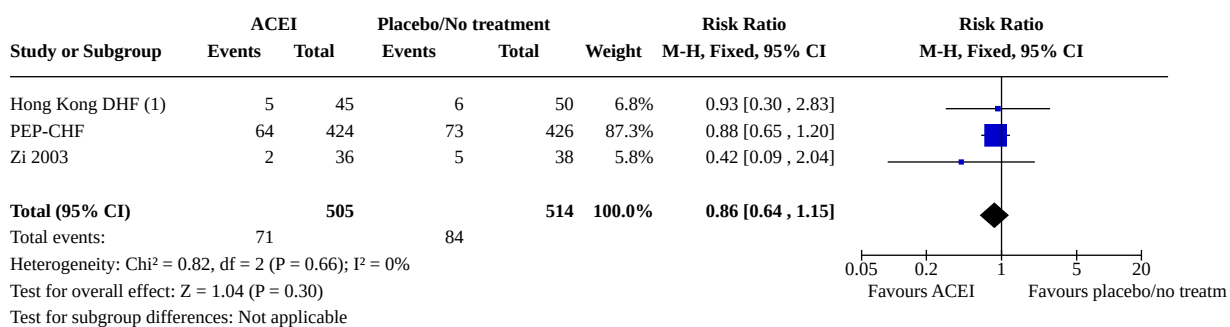 ACEI Placebo/No treatment Risk Ratio Risk Ratio
Study or Subgroup Events Total Events Total Weight M-H, Fixed, 95% CI M-H, Fixed, 95% CI
Hong Kong DHF (1) 5 45 6 50 6.8% 0.93 [0.30 , 2.83]
PEP-CHF 64 424 73 426 87.3% 0.88 [0.65 , 1.20]
Zi 2003 2 36 5 38 5.8% 0.42 [0.09 , 2.04]
Total (95% CI) 505 514 100.0% 0.86 [0.64 , 1.15]
Total events: 71 84
Heterogeneity: Chi² = 0.82, df = 2 (P = 0.66); I² = 0%
0.05 0.2 1 5 20
Test for overall effect: Z = 1.04 (P = 0.30)
Favours ACEI Favours placebo/no treatm
Test for subgroup differences: Not applicable